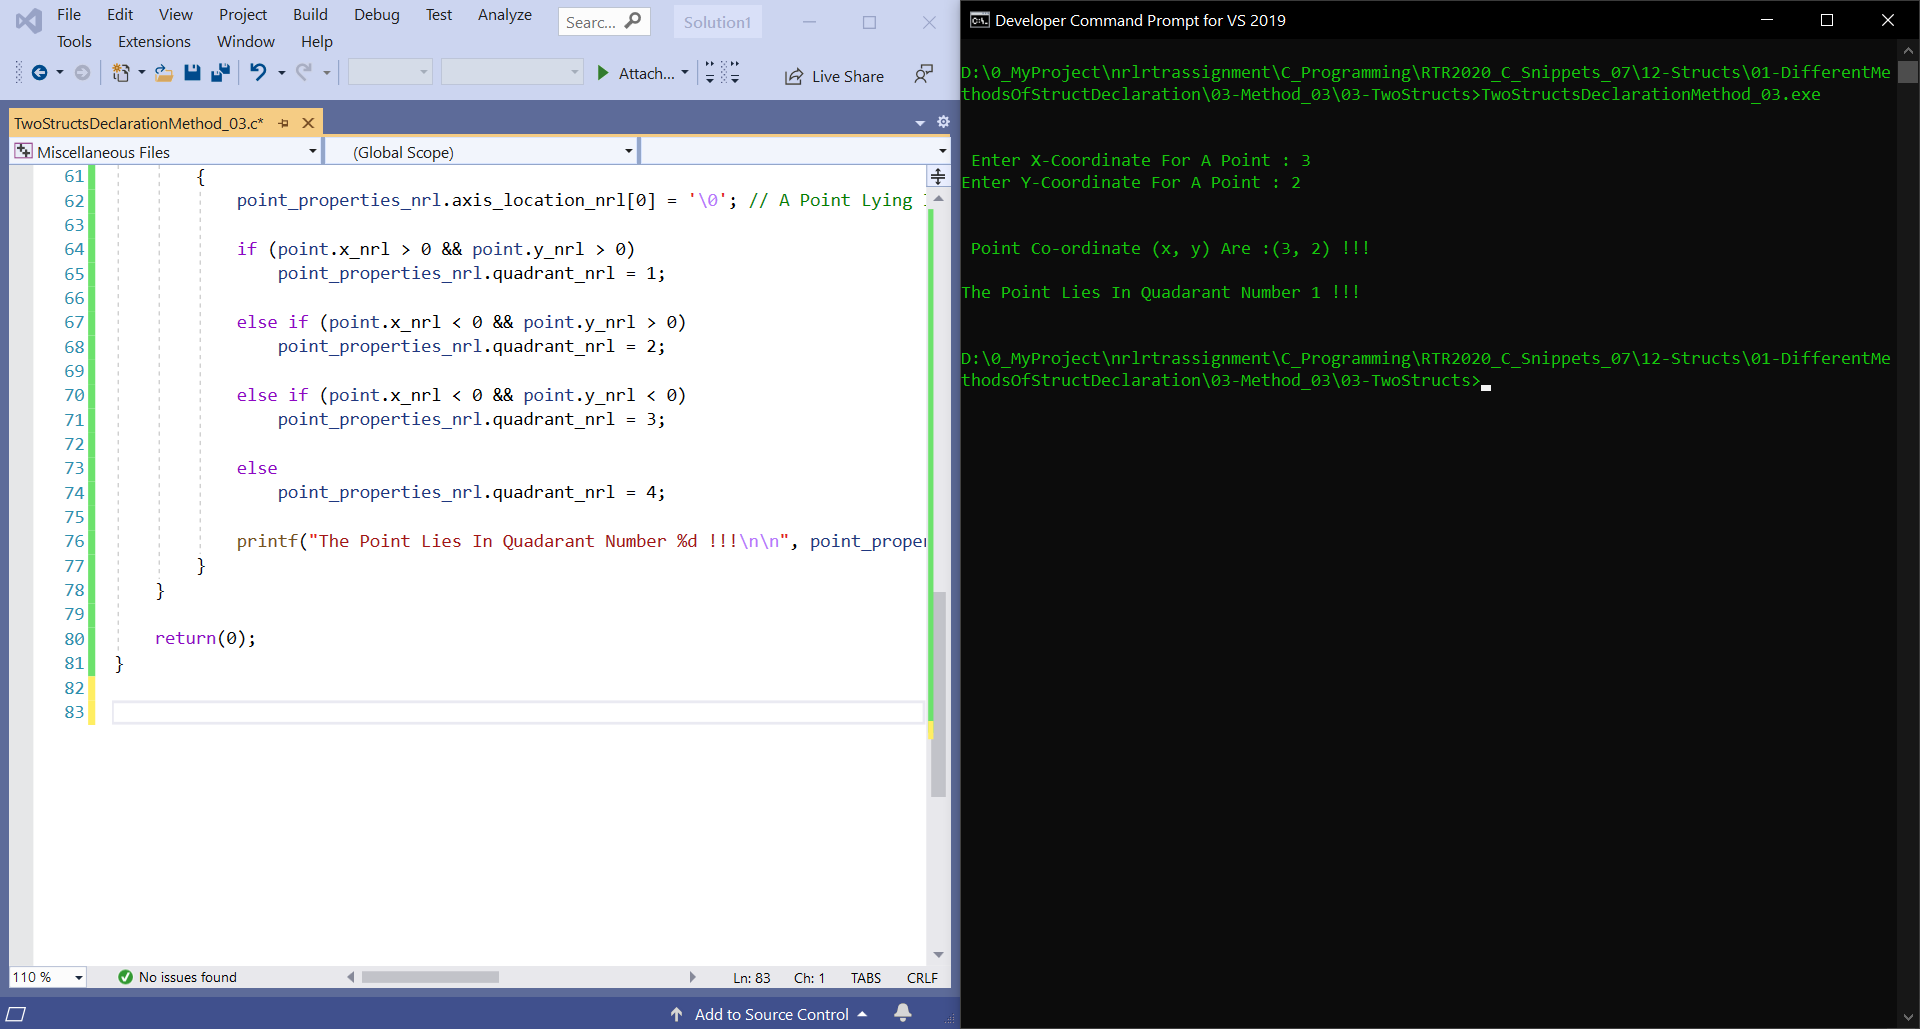 File Edit View Project Build Debug Test Analyze Searc... Solution1
Tools Extensions Window Help
Attach... Live Share
TwoStructsDeclarationMethod_03.c*
Miscellaneous Files (Global Scope)
61 {
62 point_properties_nrl.axis_location_nrl[0] = '\0'; // A Point Lying
63
64 if (point.x_nrl > 0 && point.y_nrl > 0)
65 point_properties_nrl.quadrant_nrl = 1;
66
67 else if (point.x_nrl < 0 && point.y_nrl > 0)
68 point_properties_nrl.quadrant_nrl = 2;
69
70 else if (point.x_nrl < 0 && point.y_nrl < 0)
71 point_properties_nrl.quadrant_nrl = 3;
72
73 else
74 point_properties_nrl.quadrant_nrl = 4;
75
76 printf("The Point Lies In Quadarant Number %d !!!\n\n", point_proper
77 }
78 }
79
80 return(0);
81 }
82
83
110 % No issues found Ln: 83 Ch: 1 TABS CRLF
Add to Source Control
Developer Command Prompt for VS 2019
D:\0_MyProject\nrlrtrassignment\C_Programming\RTR2020_C_Snippets_07\12-Structs\01-DifferentMe
thodsOfStructDeclaration\03-Method_03\03-TwoStructs>TwoStructsDeclarationMethod_03.exe
Enter X-Coordinate For A Point : 3
Enter Y-Coordinate For A Point : 2
Point Co-ordinate (x, y) Are :(3, 2) !!!
The Point Lies In Quadarant Number 1 !!!
D:\0_MyProject\nrlrtrassignment\C_Programming\RTR2020_C_Snippets_07\12-Structs\01-DifferentMe
thodsOfStructDeclaration\03-Method_03\03-TwoStructs>